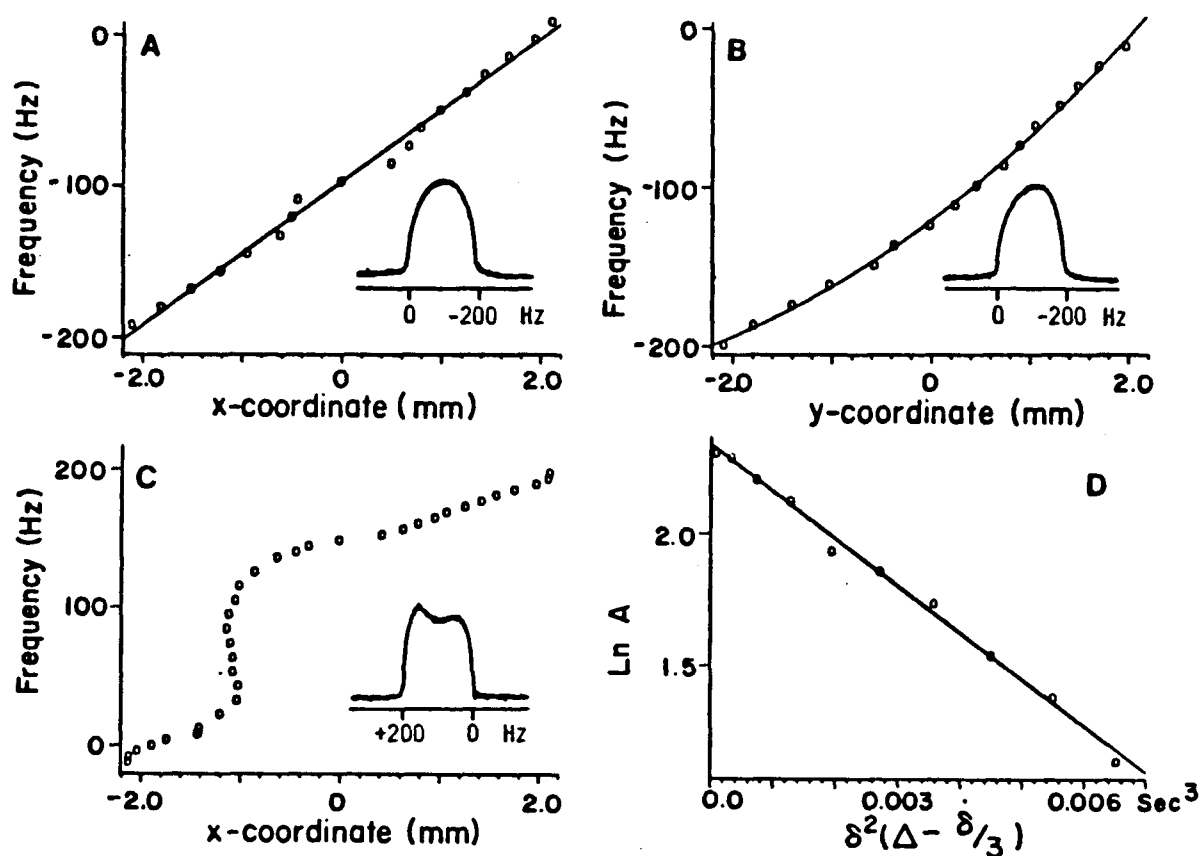 A
Frequency (Hz)
0
-100
-200
-2.0 0 2.0
x-coordinate (mm)
0 -200 Hz
B
Frequency (Hz)
0
-100
-200
-2.0 0 2.0
y-coordinate (mm)
0 -200 Hz
C
Frequency (Hz)
200
100
0
-2.0 0 2.0
x-coordinate (mm)
+200 0 Hz
D
Ln A
2.0
1.5
0.0 0.003 0.006 Sec³
δ²(Δ- δ/3)